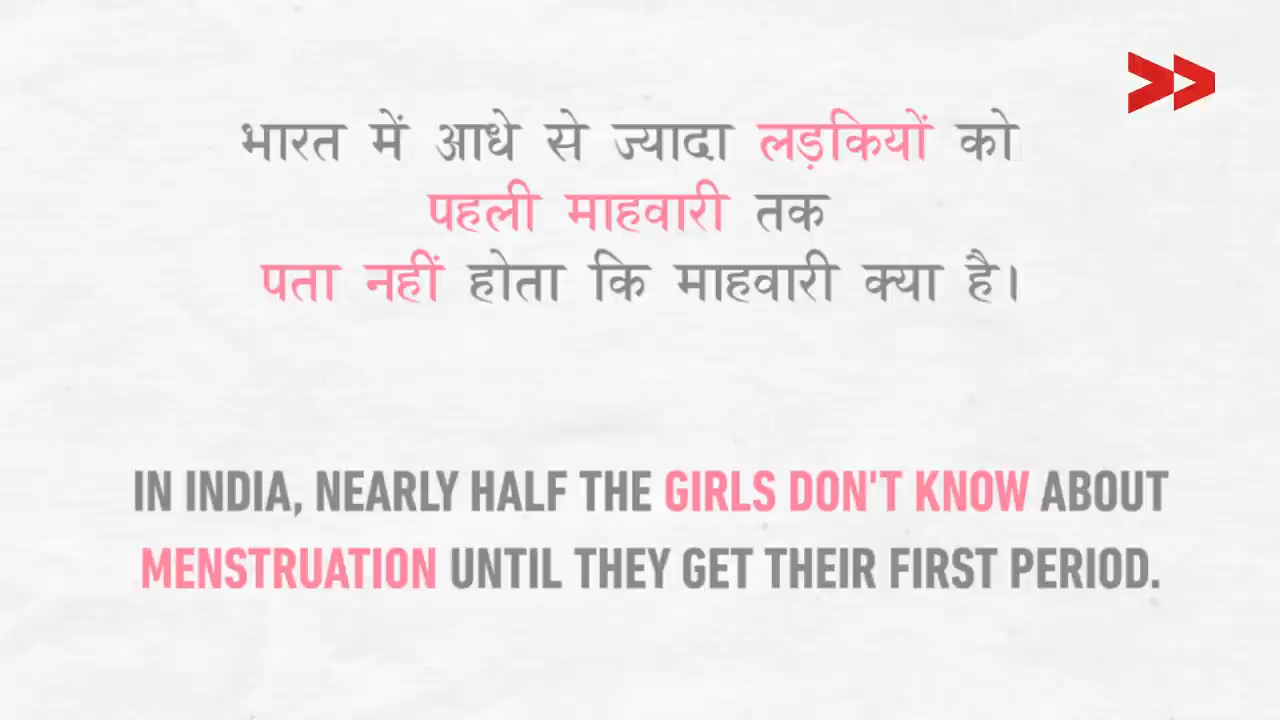 भारत में आधे से ज्यादा लड़कियों को
पहली माहवारी तक
पता नहीं होता कि माहवारी क्या है।
IN INDIA, NEARLY HALF THE GIRLS DON'T KNOW ABOUT
MENSTRUATION UNTIL THEY GET THEIR FIRST PERIOD.